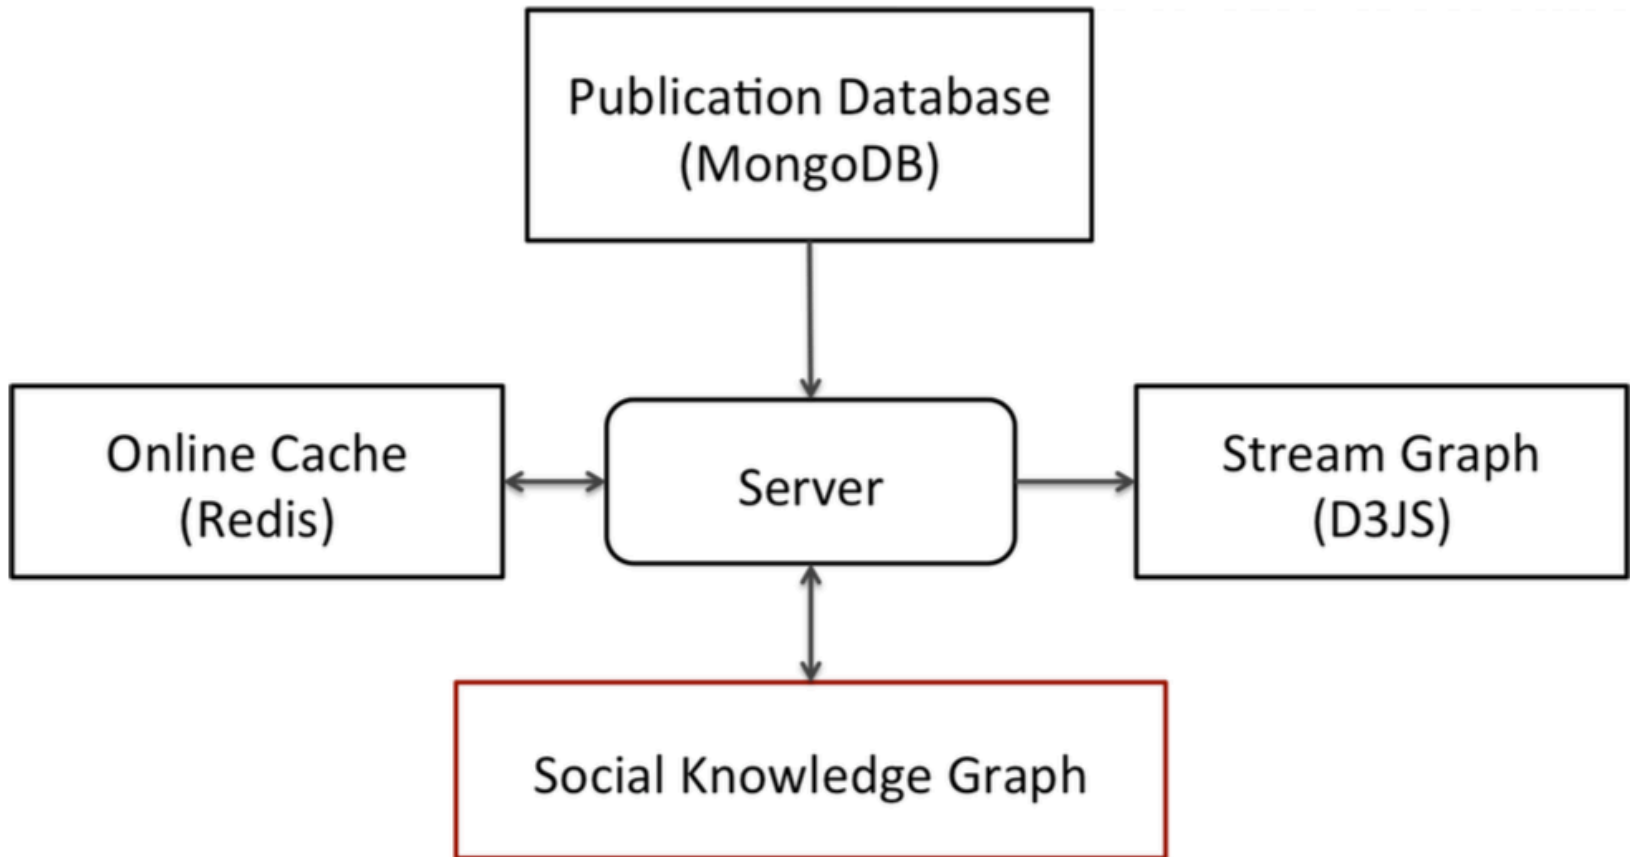 Publication Database
(MongoDB)
Online Cache
(Redis)
Server
Stream Graph
(D3JS)
Social Knowledge Graph